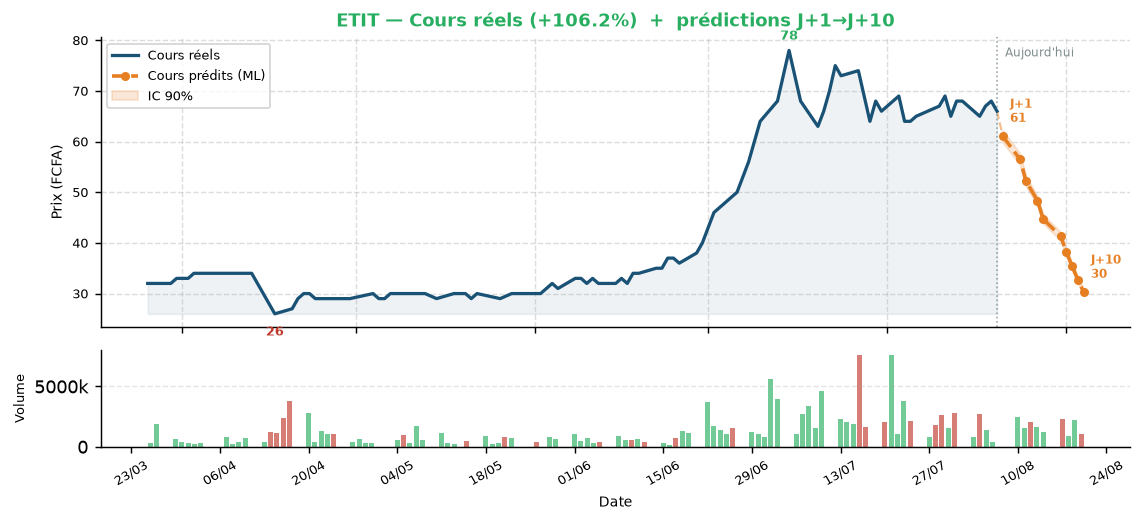 ETIT — Cours réels (+106.2%)  +  prédictions J+1→J+10
Cours réels
Cours prédits (ML)
IC 90%
78
Aujourd'hui
J+1
61
J+10
30
26
Prix (FCFA)
80
70
60
50
40
30
Volume
5000k
0
23/03
06/04
20/04
04/05
18/05
01/06
15/06
29/06
13/07
27/07
10/08
24/08
Date